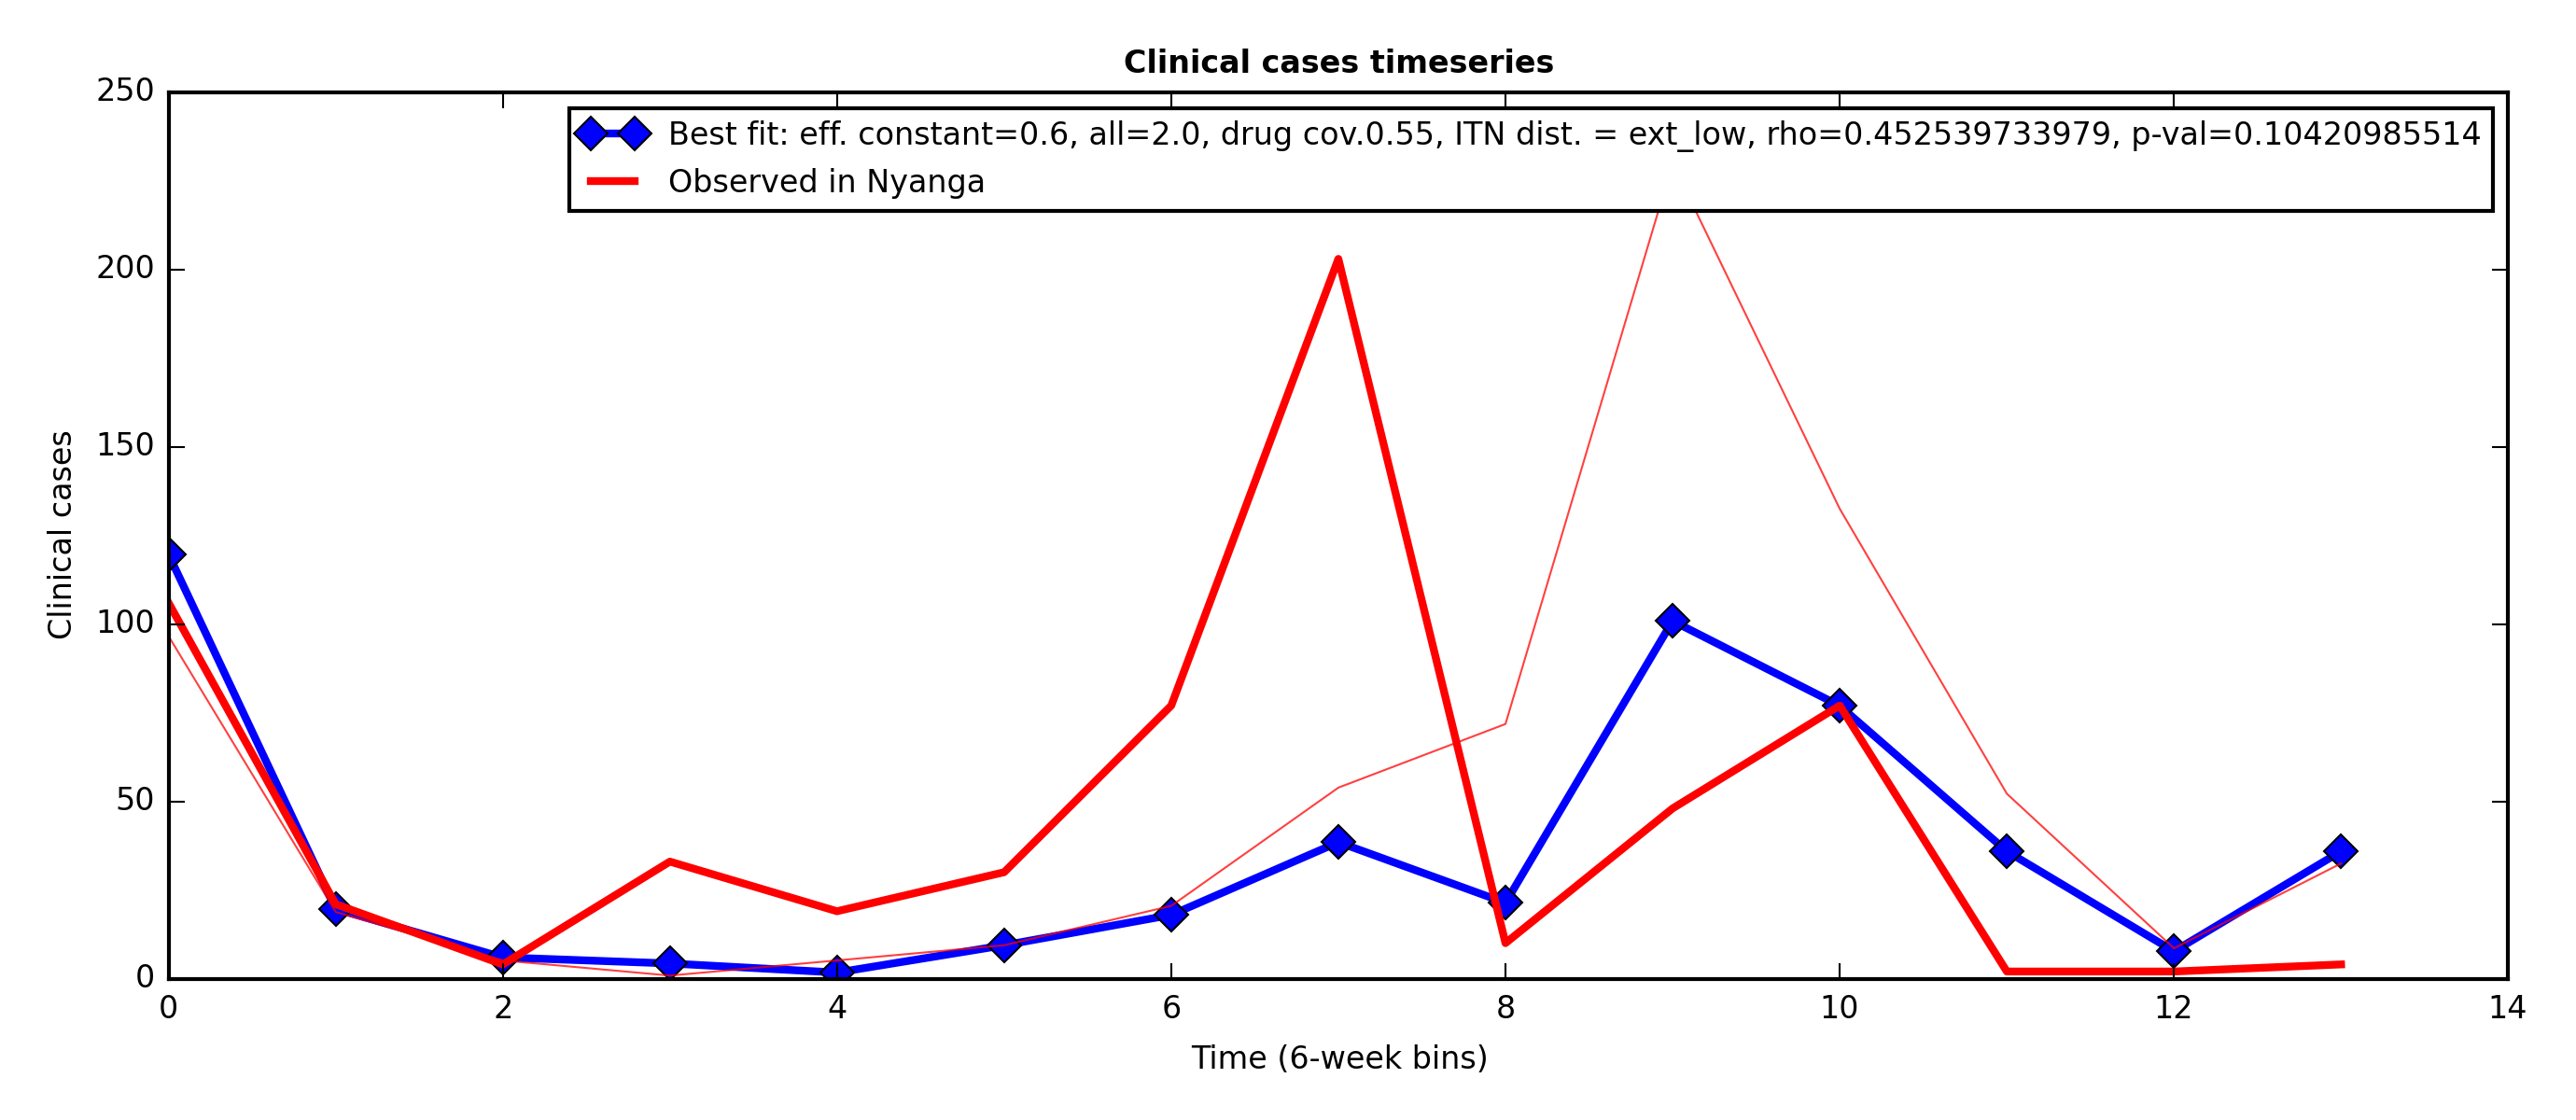 Clinical cases timeseries
250
200
150
100
50
0
Clinical cases
Best fit: eff. constant=0.6, all=2.0, drug cov.0.55, ITN dist. = ext_low, rho=0.452539733979, p-val=0.10420985514
Observed in Nyanga
0 2 4 6 8 10 12 14
Time (6-week bins)